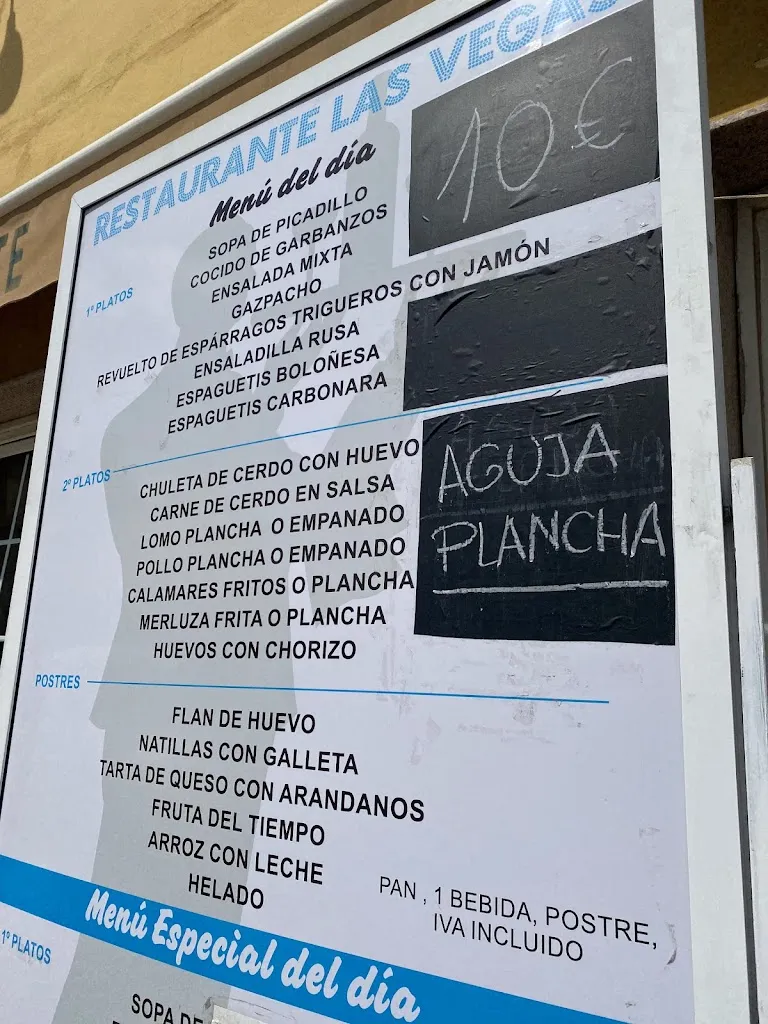 RESTAURANTE LAS VEGAS
Menú del día
10€
1º PLATOS
SOPA DE PICADILLO
COCIDO DE GARBANZOS
ENSALADA MIXTA
GAZPACHO
REVUELTO DE ESPÁRRAGOS TRIGUEROS CON JAMÓN
ENSALADILLA RUSA
ESPAGUETIS BOLOÑESA
ESPAGUETIS CARBONARA
2º PLATOS
CHULETA DE CERDO CON HUEVO
CARNE DE CERDO EN SALSA
LOMO PLANCHA O EMPANADO
POLLO PLANCHA O EMPANADO
CALAMARES FRITOS O PLANCHA
MERLUZA FRITA O PLANCHA
HUEVOS CON CHORIZO
AGUJA
PLANCHA
POSTRES
FLAN DE HUEVO
NATILLAS CON GALLETA
TARTA DE QUESO CON ARANDANOS
FRUTA DEL TIEMPO
ARROZ CON LECHE
HELADO
PAN , 1 BEBIDA, POSTRE,
IVA INCLUIDO
Menú Especial del día
1º PLATOS
SOPA DE